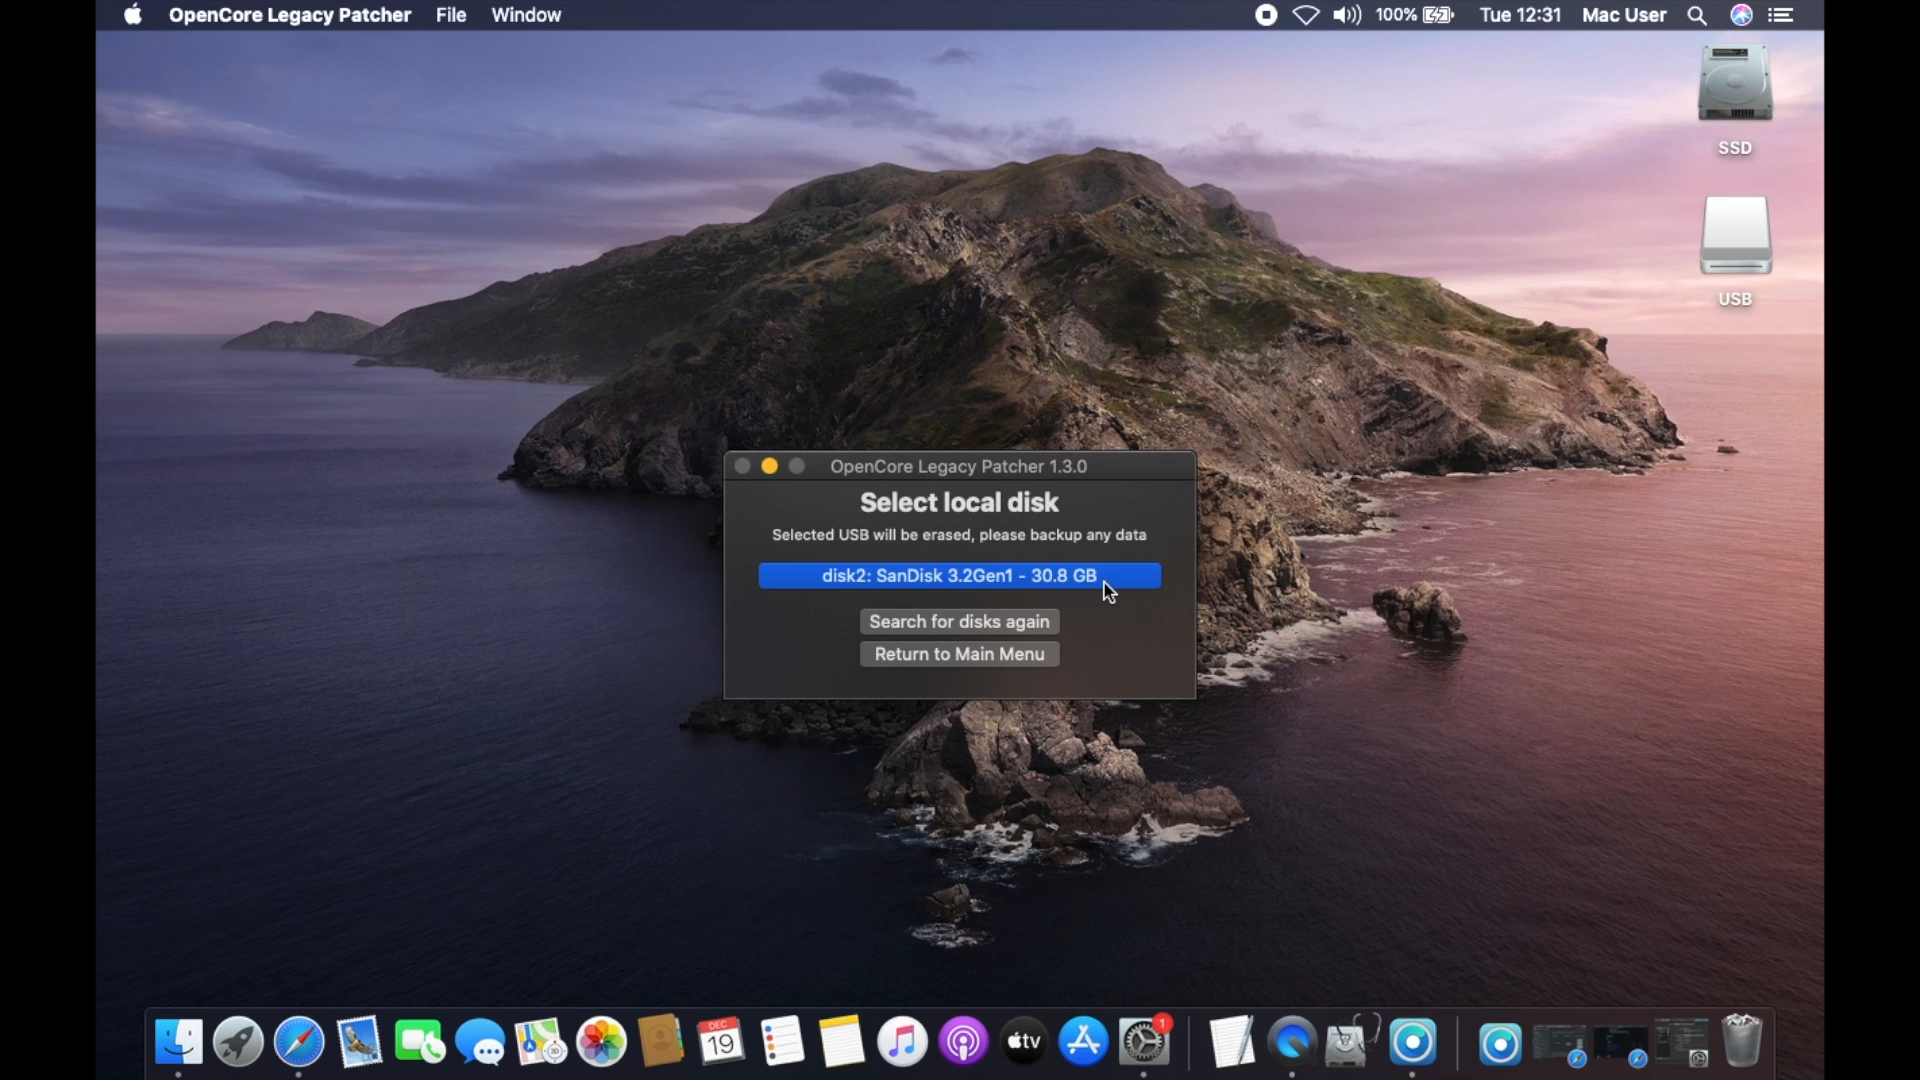 OpenCore Legacy Patcher File Window 100% Tue 12:31 Mac User
SSD
USB
OpenCore Legacy Patcher 1.3.0
Select local disk
Selected USB will be erased, please backup any data
disk2: SanDisk 3.2Gen1 - 30.8 GB
Search for disks again
Return to Main Menu
DEC
19
tv
1